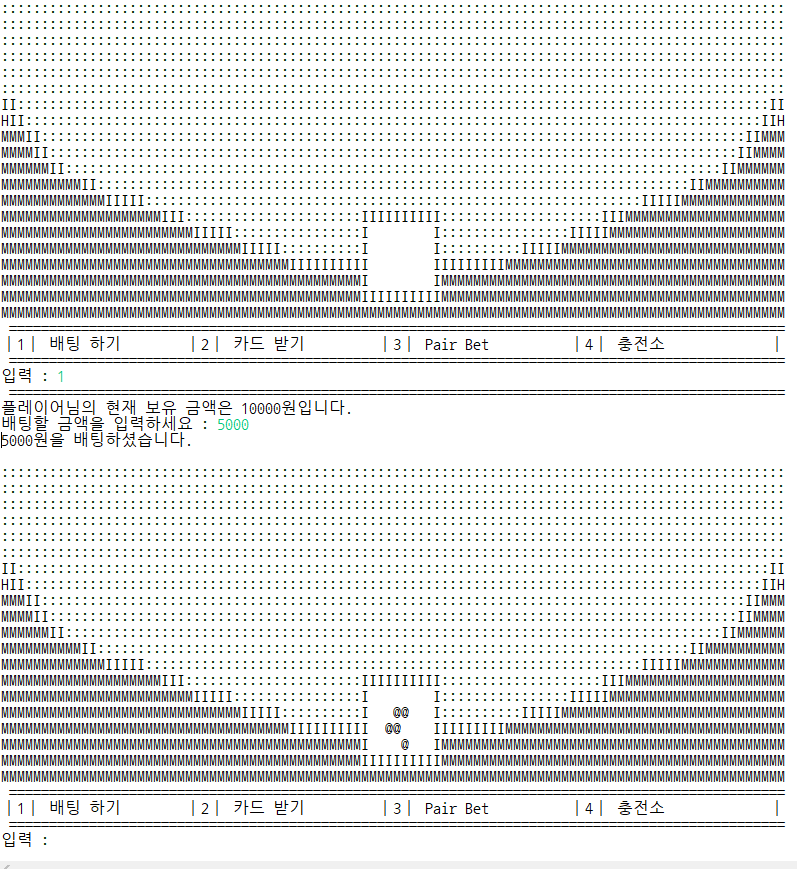 |1| 배팅 하기 |2| 카드 받기 |3| Pair Bet |4| 충전소 |
입력 : 1
플레이어님의 현재 보유 금액은 10000원입니다.
배팅할 금액을 입력하세요 : 5000
5000원을 배팅하셨습니다.
@@
@@
@
|1| 배팅 하기 |2| 카드 받기 |3| Pair Bet |4| 충전소 |
입력 :